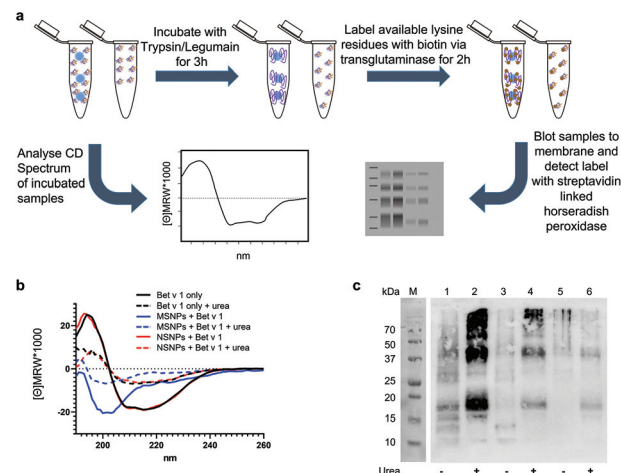 a
Incubate with
Trypsin/Legumain
for 3h
Label available lysine
residues with biotin via
transglutaminase for 2h
Analyse CD
Spectrum
of incubated
samples
[Θ]MRW*1000
nm
Blot samples to
membrane and
detect label
with streptavidin
linked
horseradish
peroxidase
b
Bet v 1 only
Bet v 1 only + urea
MSNPs + Bet v 1
MSNPs + Bet v 1 + urea
NSNPs + Bet v 1
NSNPs + Bet v 1 + urea
[Θ]MRW*1000
20
0
-20
200 220 240 260
nm
c
kDa M 1 2 3 4 5 6
70
50
37
25
20
15
10
Urea - + - + - +